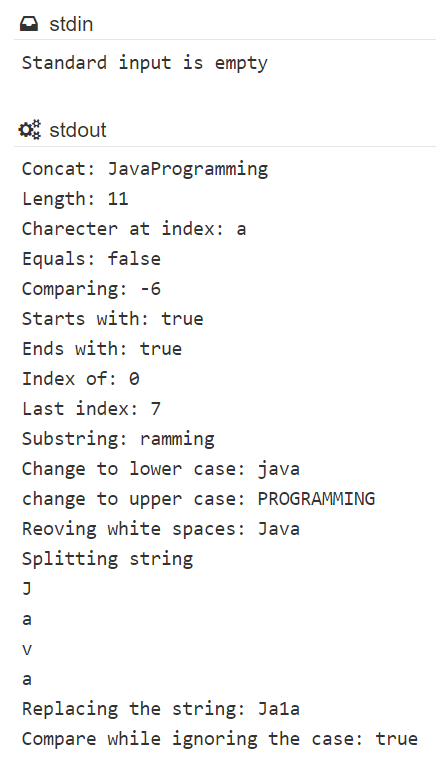 stdin
Standard input is empty
stdout
Concat: JavaProgramming
Length: 11
Charecter at index: a
Equals: false
Comparing: -6
Starts with: true
Ends with: true
Index of: 0
Last index: 7
Substring: ramming
Change to lower case: java
change to upper case: PROGRAMMING
Reoving white spaces: Java
Splitting string
J
a
v
a
Replacing the string: Ja1a
Compare while ignoring the case: true